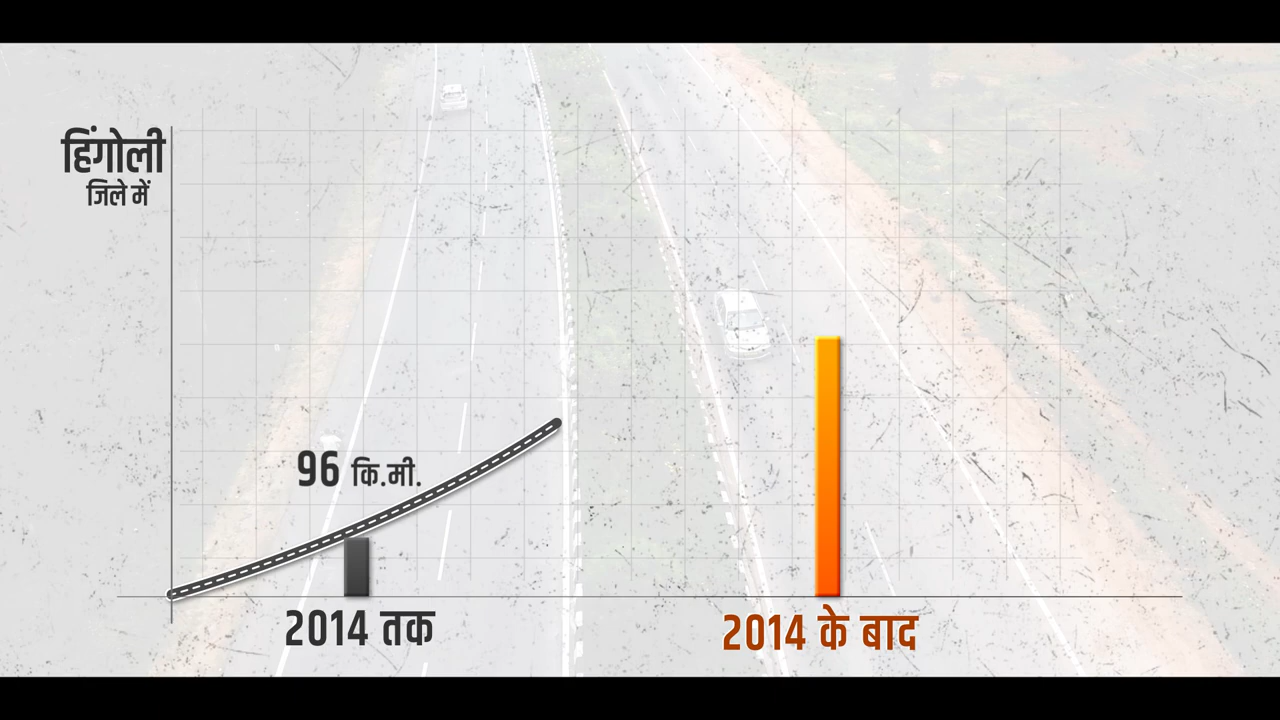 हिंगोली
जिले में
96 कि.मी.
2014 तक
2014 के बाद